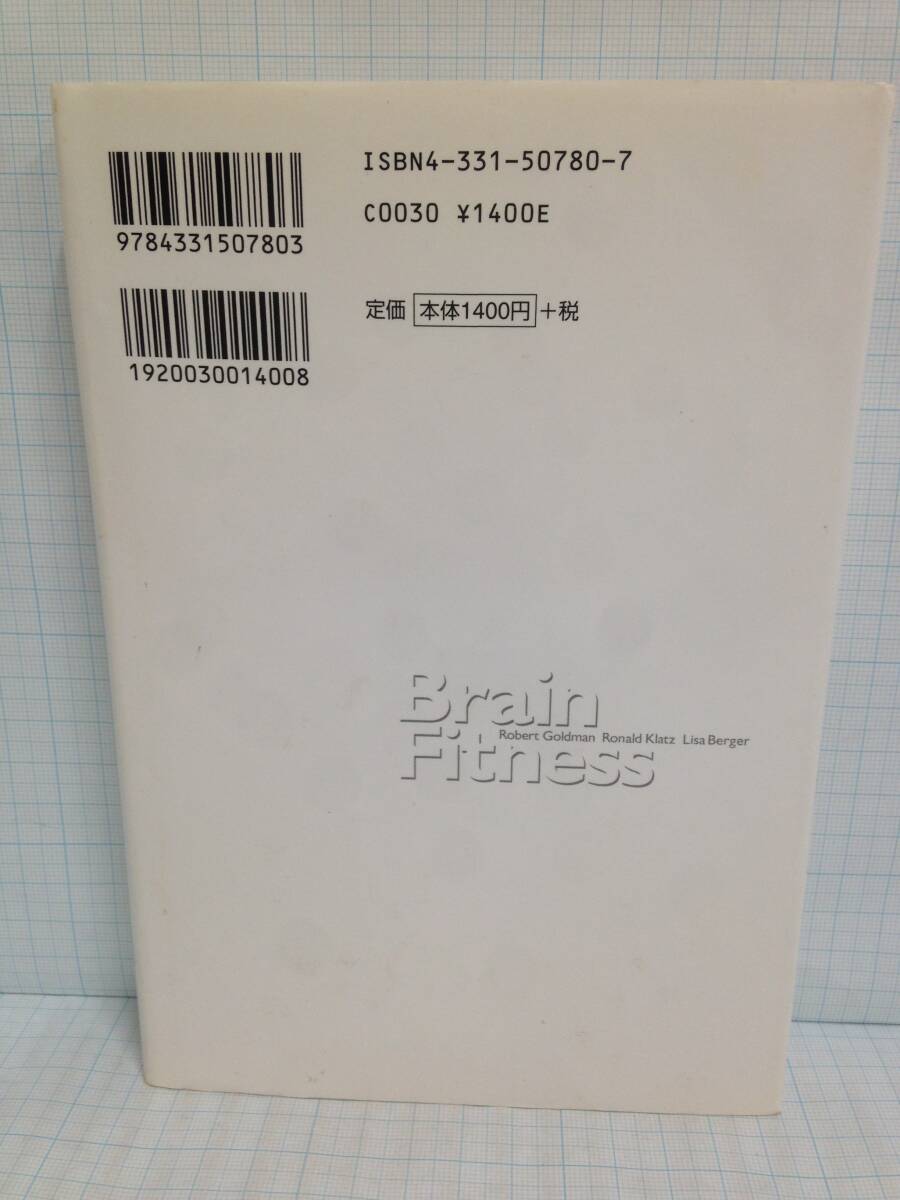 9784331507803
ISBN4-331-50780-7
C0030 ¥1400E
1920030014008
定価 本体1400円 +税
Brain
Robert Goldman Ronald Klatz Lisa Berger
Fitness